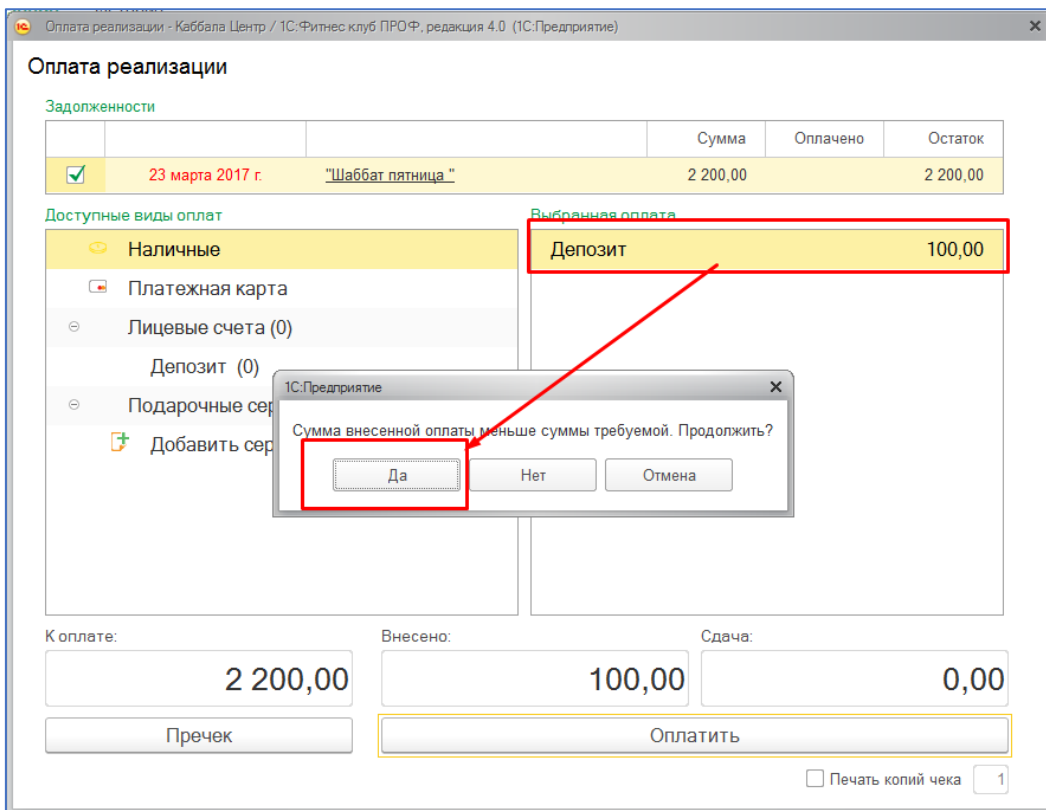 Оплата реализации - Каббала Центр / 1С:Фитнес клуб ПРОФ, редакция 4.0 (1С:Предприятие)
Оплата реализации
Задолженности
Сумма Оплачено Остаток
23 марта 2017 г. "Шаббат пятница " 2 200,00 2 200,00
Доступные виды оплат Выбранная оплата
Наличные Депозит 100,00
Платежная карта
Лицевые счета (0)
Депозит (0)
1С:Предприятие
Подарочные сер
Сумма внесенной оплаты меньше суммы требуемой. Продолжить?
Добавить сер
Да Нет Отмена
К оплате: Внесено: Сдача:
2 200,00 100,00 0,00
Пречек Оплатить
Печать копий чека 1